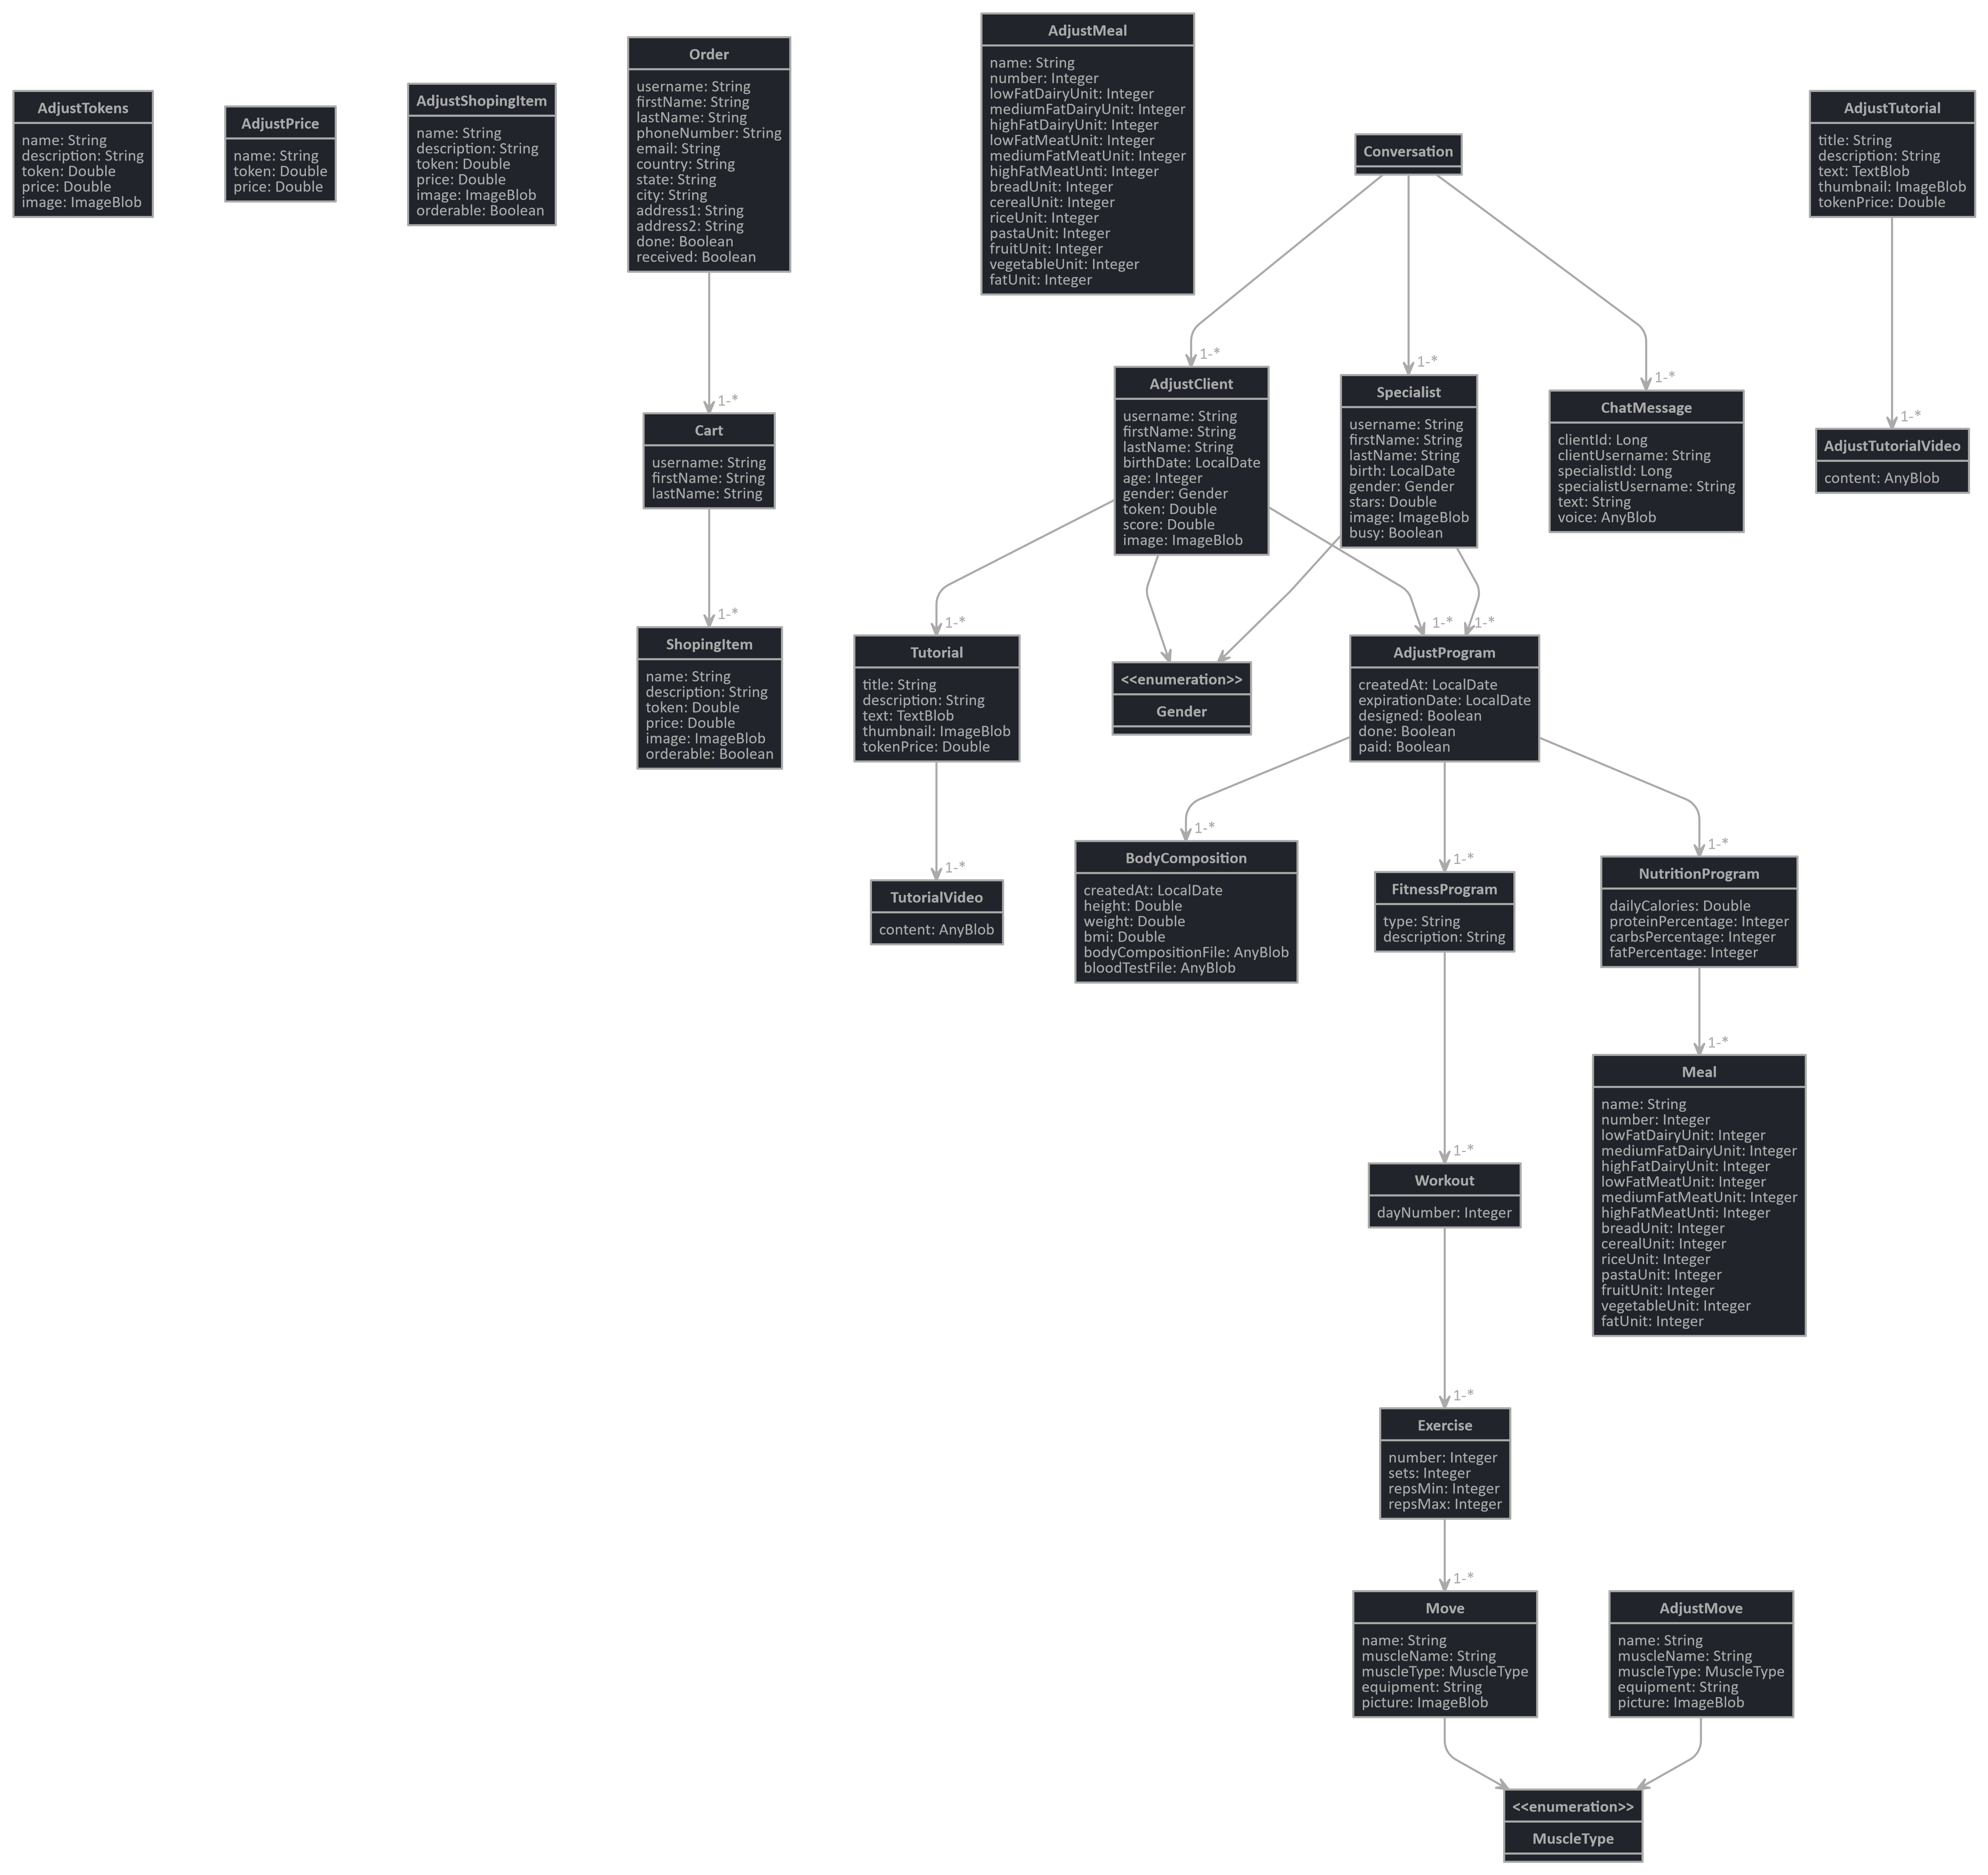 AdjustTokens
name: String
description: String
token: Double
price: Double
image: ImageBlob
AdjustPrice
name: String
token: Double
price: Double
AdjustShopingItem
name: String
description: String
token: Double
price: Double
image: ImageBlob
orderable: Boolean
Order
username: String
firstName: String
lastName: String
phoneNumber: String
email: String
country: String
state: String
city: String
address1: String
address2: String
done: Boolean
received: Boolean
AdjustMeal
name: String
number: Integer
lowFatDairyUnit: Integer
mediumFatDairyUnit: Integer
highFatDairyUnit: Integer
lowFatMeatUnit: Integer
mediumFatMeatUnit: Integer
highFatMeatUnti: Integer
breadUnit: Integer
cerealUnit: Integer
riceUnit: Integer
pastaUnit: Integer
fruitUnit: Integer
vegetableUnit: Integer
fatUnit: Integer
Conversation
AdjustTutorial
title: String
description: String
text: TextBlob
thumbnail: ImageBlob
tokenPrice: Double
1-*
1-*
1-*
1-*
1-*
Cart
username: String
firstName: String
lastName: String
AdjustClient
username: String
firstName: String
lastName: String
birthDate: LocalDate
age: Integer
gender: Gender
token: Double
score: Double
image: ImageBlob
Specialist
username: String
firstName: String
lastName: String
birth: LocalDate
gender: Gender
stars: Double
image: ImageBlob
busy: Boolean
ChatMessage
clientId: Long
clientUsername: String
specialistId: Long
specialistUsername: String
text: String
voice: AnyBlob
AdjustTutorialVideo
content: AnyBlob
1-*
1-*
1-*
1-*
ShopingItem
name: String
description: String
token: Double
price: Double
image: ImageBlob
orderable: Boolean
Tutorial
title: String
description: String
text: TextBlob
thumbnail: ImageBlob
tokenPrice: Double
<<enumeration>>
Gender
AdjustProgram
createdAt: LocalDate
expirationDate: LocalDate
designed: Boolean
done: Boolean
paid: Boolean
1-*
1-*
1-*
1-*
TutorialVideo
content: AnyBlob
BodyComposition
createdAt: LocalDate
height: Double
weight: Double
bmi: Double
bodyCompositionFile: AnyBlob
bloodTestFile: AnyBlob
FitnessProgram
type: String
description: String
NutritionProgram
dailyCalories: Double
proteinPercentage: Integer
carbsPercentage: Integer
fatPercentage: Integer
1-*
1-*
Workout
dayNumber: Integer
Meal
name: String
number: Integer
lowFatDairyUnit: Integer
mediumFatDairyUnit: Integer
highFatDairyUnit: Integer
lowFatMeatUnit: Integer
mediumFatMeatUnit: Integer
highFatMeatUnti: Integer
breadUnit: Integer
cerealUnit: Integer
riceUnit: Integer
pastaUnit: Integer
fruitUnit: Integer
vegetableUnit: Integer
fatUnit: Integer
1-*
Exercise
number: Integer
sets: Integer
repsMin: Integer
repsMax: Integer
1-*
Move
name: String
muscleName: String
muscleType: MuscleType
equipment: String
picture: ImageBlob
AdjustMove
name: String
muscleName: String
muscleType: MuscleType
equipment: String
picture: ImageBlob
<<enumeration>>
MuscleType